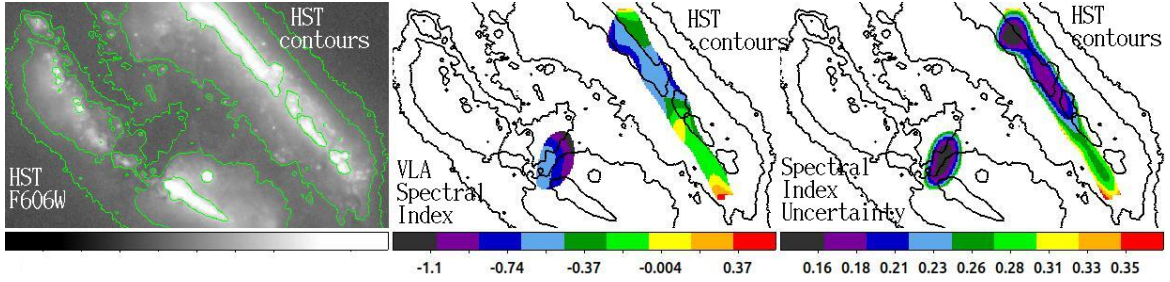 HST
contours
HST
F606W
HST
contours
VLA
Spectral
Index
-1.1 -0.74 -0.37 -0.004 0.37
HST
contours
Spectral
Index
Uncertainty
0.16 0.18 0.21 0.23 0.26 0.28 0.31 0.33 0.35